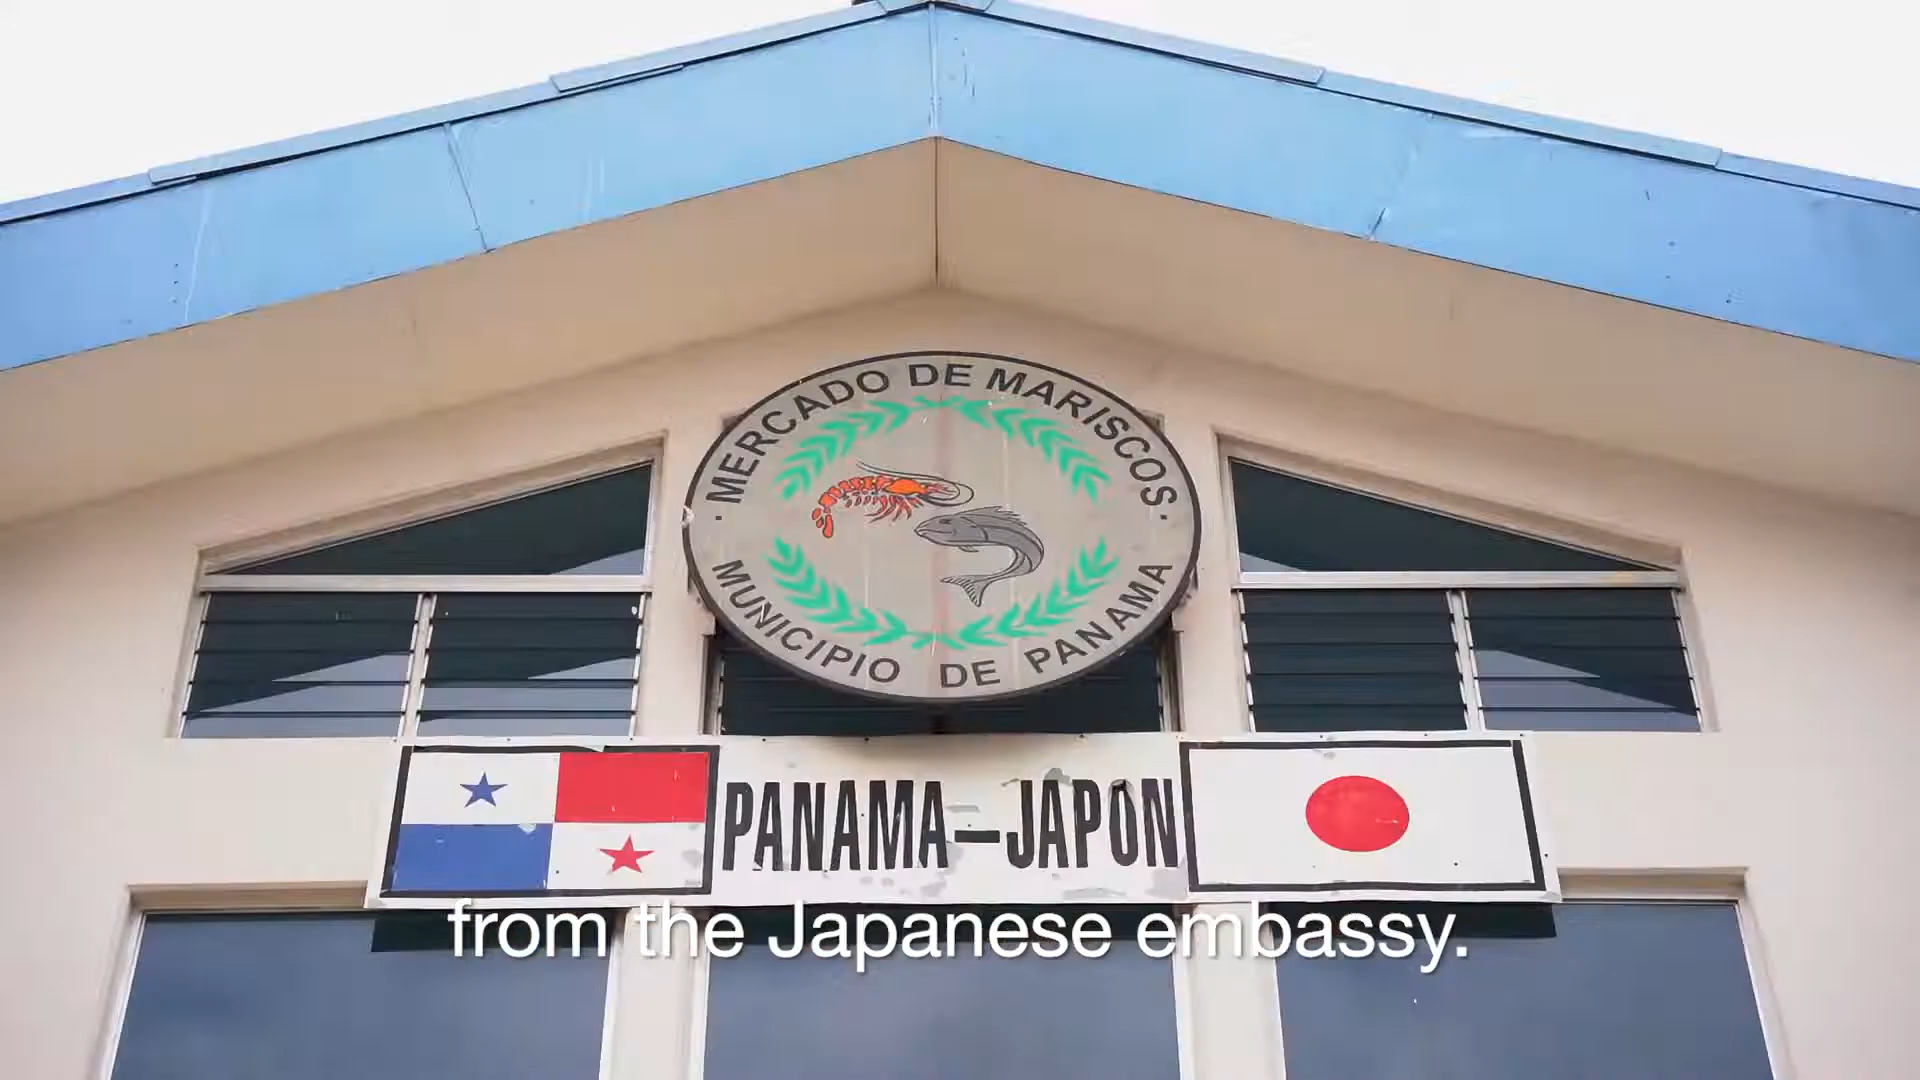 · MERCADO DE MARISCOS ·
MUNICIPIO DE PANAMA
PANAMA–JAPON
from the Japanese embassy.